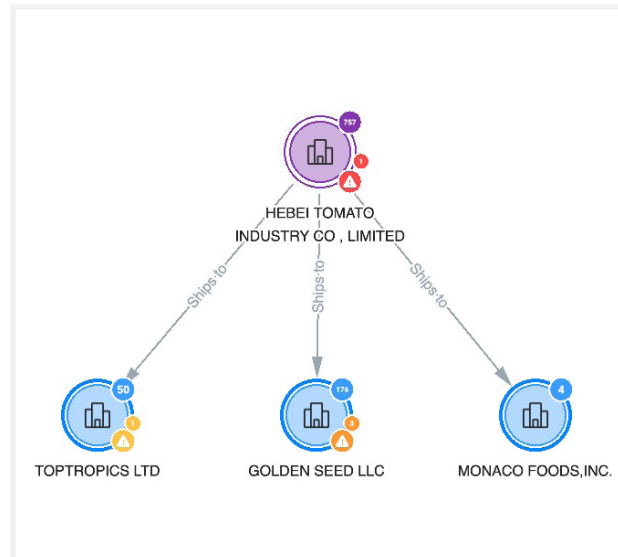 757
1
HEBEI TOMATO
INDUSTRY CO , LIMITED
Ships to
Ships to
Ships to
50
1
TOPTROPICS LTD
176
3
GOLDEN SEED LLC
4
MONACO FOODS,INC.